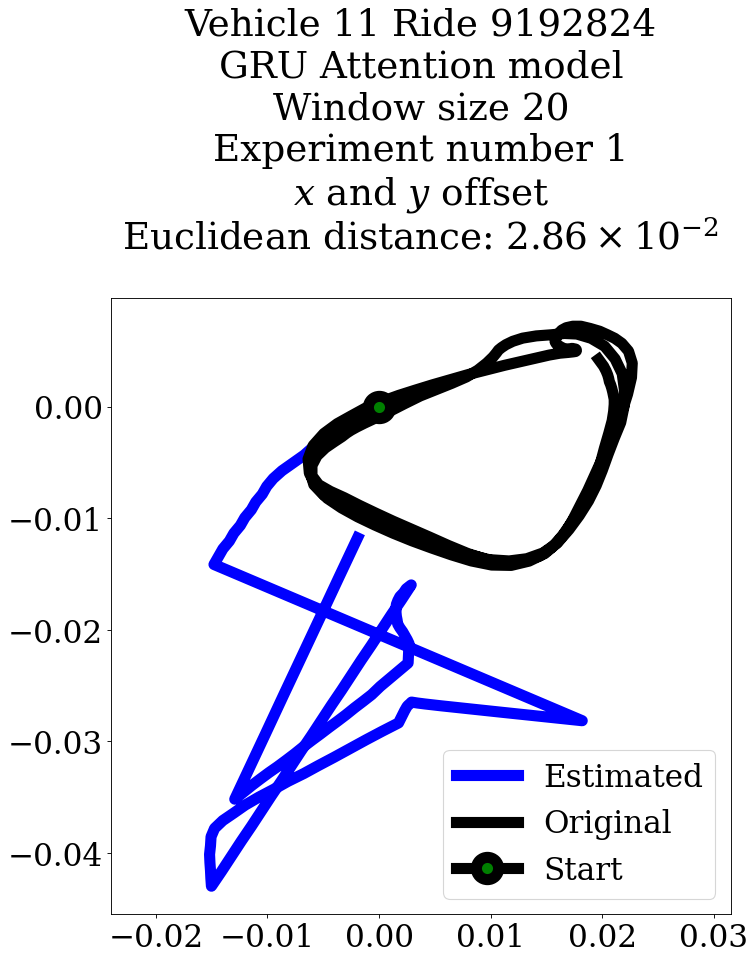 Vehicle 11 Ride 9192824
GRU Attention model
Window size 20
Experiment number 1
x and y offset
Euclidean distance: 2.86 × 10⁻²
0.00
−0.01
−0.02
−0.03
−0.04
Estimated
Original
Start
−0.02 −0.01 0.00 0.01 0.02 0.03